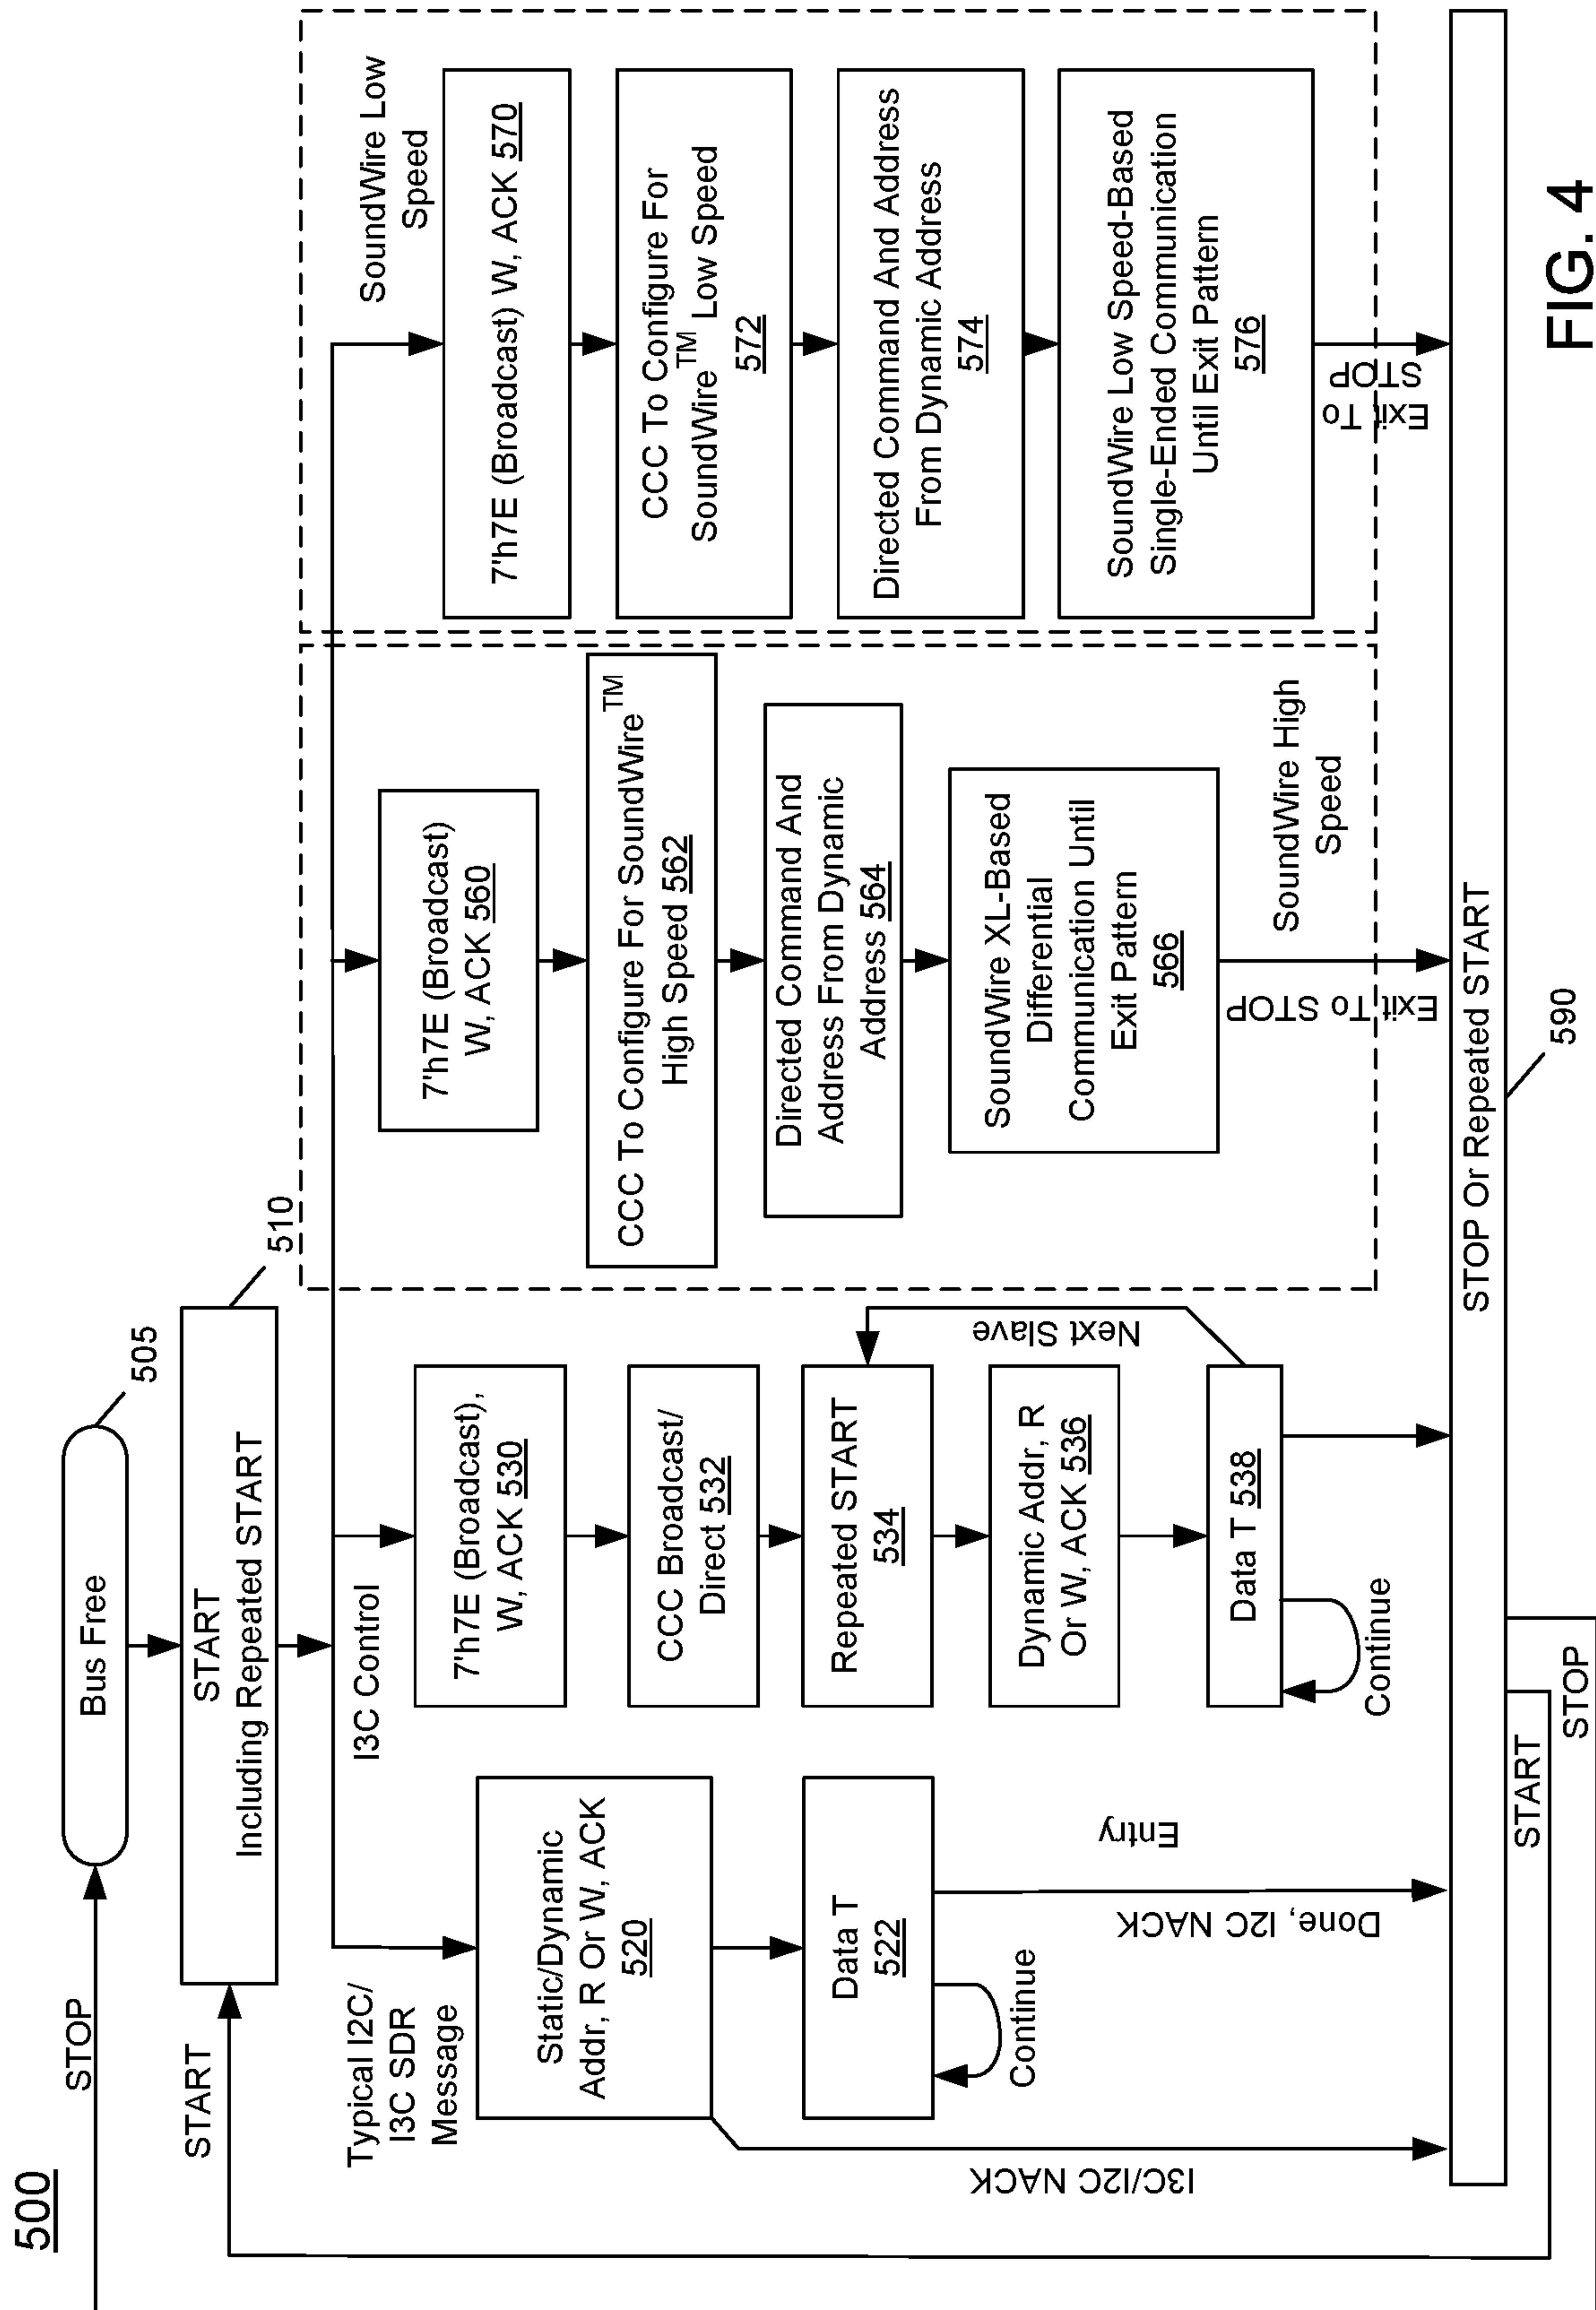 500
STOP
START
Bus Free
505
START
Including Repeated START
510
Typical I2C/
I3C SDR
Message
Static/Dynamic
Addr, R Or W, ACK
520
Data T
522
Continue
I3C/I2C NACK
Done, I2C NACK
Entry
I3C Control
7'h7E (Broadcast),
W, ACK 530
CCC Broadcast/
Direct 532
Repeated START
534
Dynamic Addr, R
Or W, ACK 536
Data T 538
Continue
Next Slave
7'h7E (Broadcast)
W, ACK 560
CCC To Configure For SoundWire™
High Speed 562
Directed Command And
Address From Dynamic
Address 564
SoundWire XL-Based
Differential
Communication Until
Exit Pattern
566
SoundWire High
Speed
Exit To STOP
SoundWire Low
Speed
7'h7E (Broadcast) W, ACK 570
CCC To Configure For
SoundWire™ Low Speed
572
Directed Command And Address
From Dynamic Address
574
SoundWire Low Speed-Based
Single-Ended Communication
Until Exit Pattern
576
Exit To
STOP
STOP Or Repeated START
590
START
STOP
FIG. 4